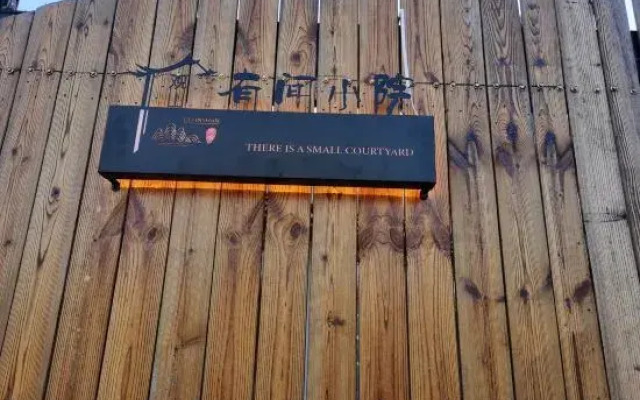 有间小院
THERE IS A SMALL COURTYARD